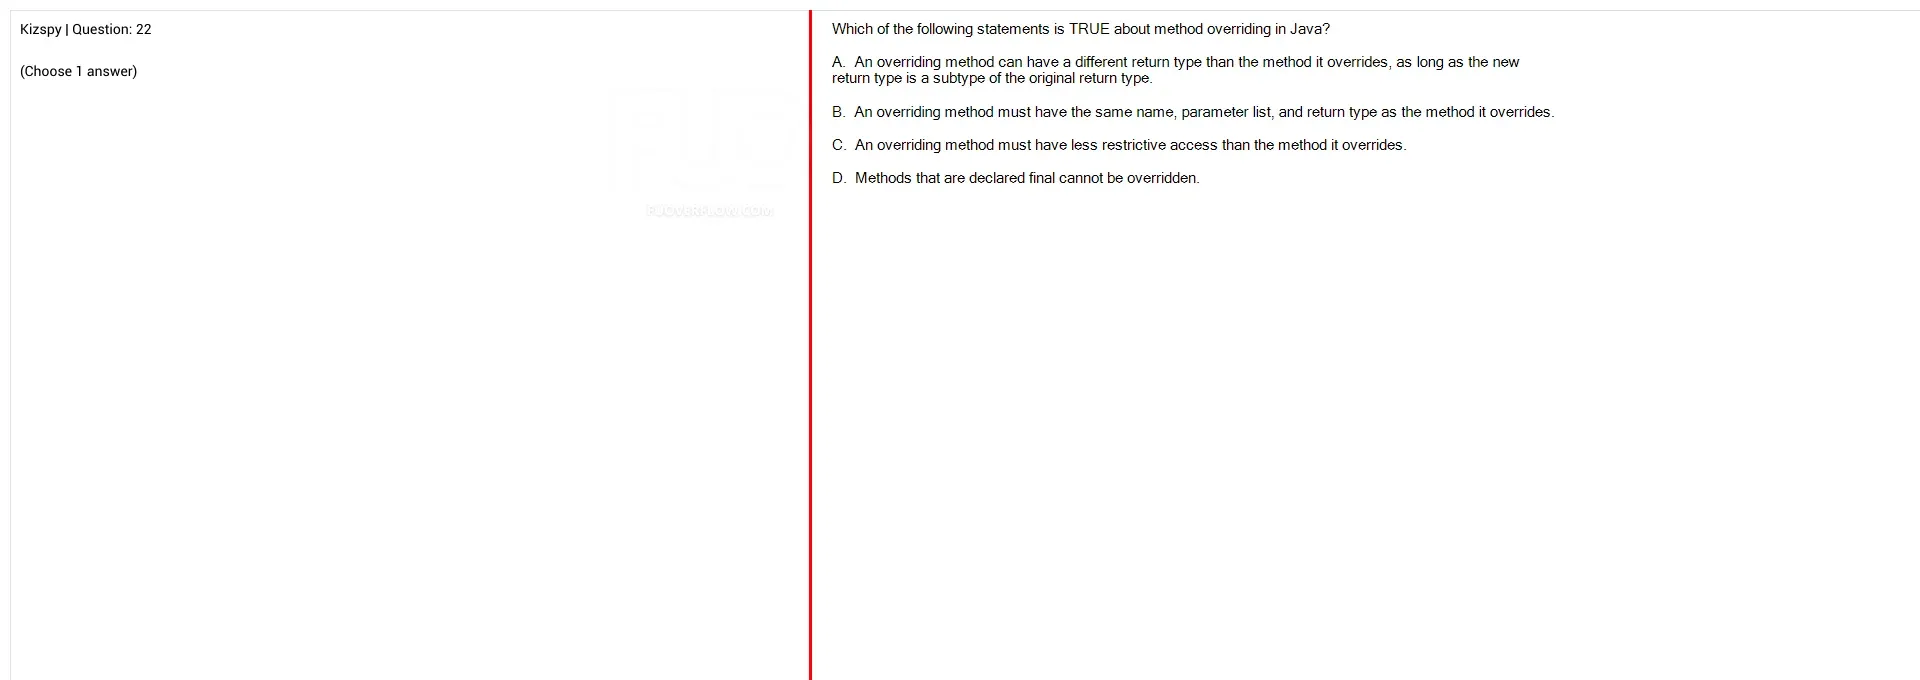 Kizspy | Question: 22
(Choose 1 answer)
FUOVERFLOW.COM
Which of the following statements is TRUE about method overriding in Java?
A.  An overriding method can have a different return type than the method it overrides, as long as the new
return type is a subtype of the original return type.
B.  An overriding method must have the same name, parameter list, and return type as the method it overrides.
C.  An overriding method must have less restrictive access than the method it overrides.
D.  Methods that are declared final cannot be overridden.